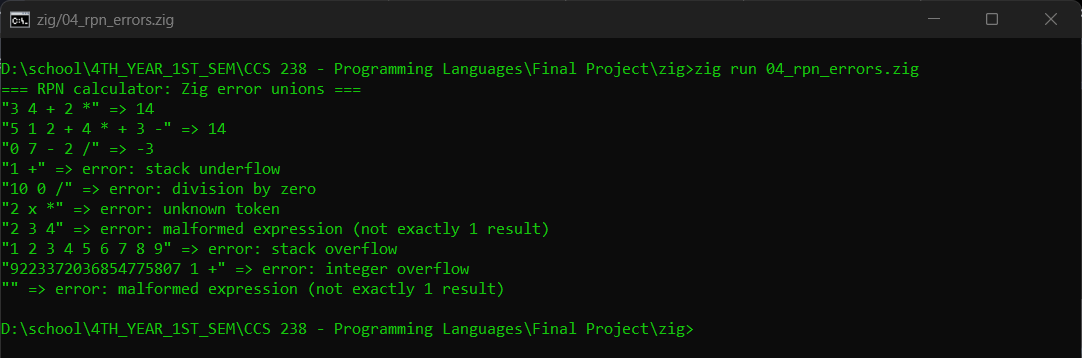 zig/04_rpn_errors.zig
D:\school\4TH_YEAR_1ST_SEM\CCS 238 - Programming Languages\Final Project\zig>zig run 04_rpn_errors.zig
=== RPN calculator: Zig error unions ===
"3 4 + 2 *" => 14
"5 1 2 + 4 * + 3 -" => 14
"0 7 - 2 /" => -3
"1 +" => error: stack underflow
"10 0 /" => error: division by zero
"2 x *" => error: unknown token
"2 3 4" => error: malformed expression (not exactly 1 result)
"1 2 3 4 5 6 7 8 9" => error: stack overflow
"9223372036854775807 1 +" => error: integer overflow
"" => error: malformed expression (not exactly 1 result)
D:\school\4TH_YEAR_1ST_SEM\CCS 238 - Programming Languages\Final Project\zig>